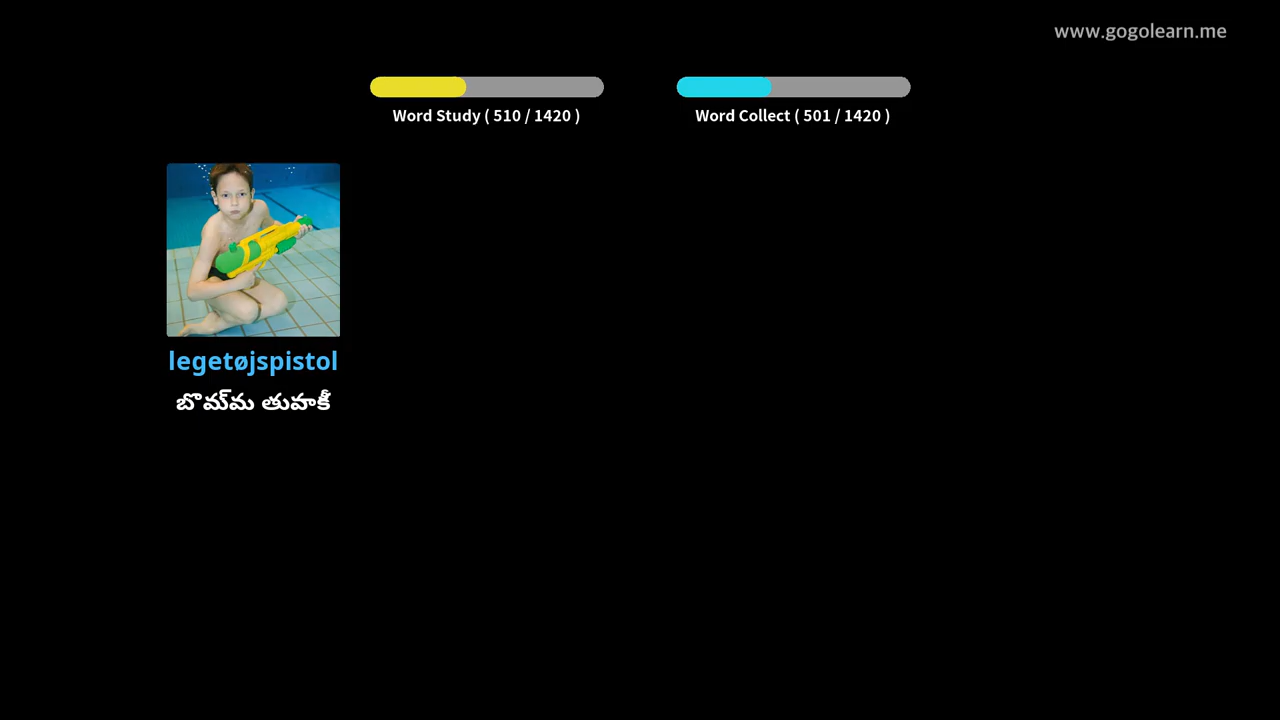 www.gogolearn.me
Word Study ( 510 / 1420 )
Word Collect ( 501 / 1420 )
legetøjspistol
బొమ్మ తుపాకీ